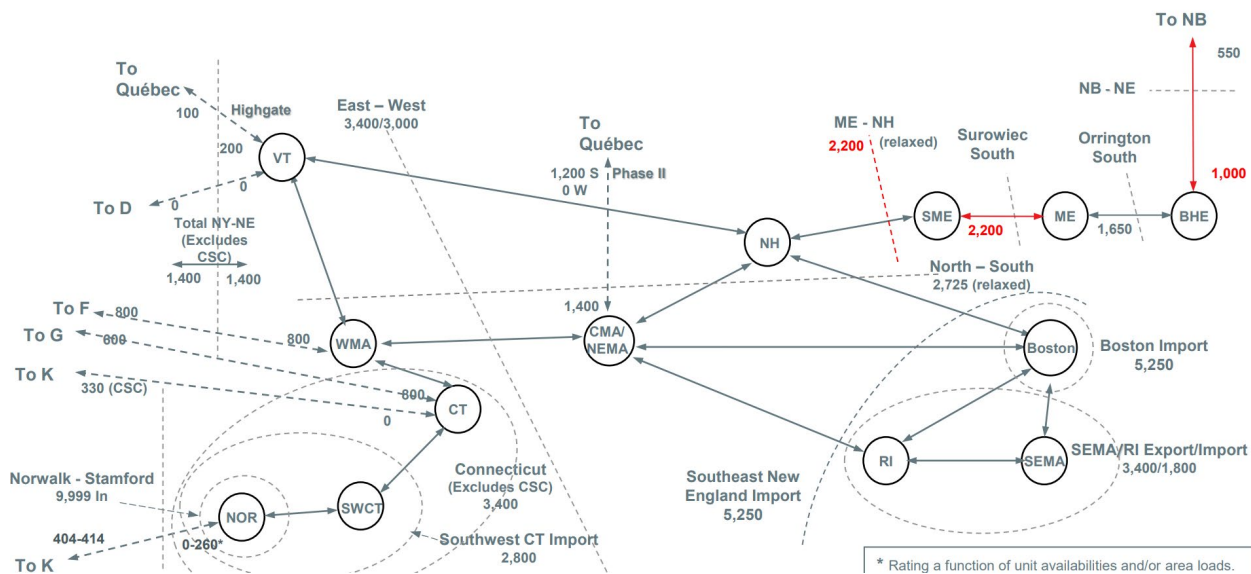 To NB
550
NB - NE
1,000
To
Québec
100
Highgate
200
VT
0
0
To D
Total NY-NE
(Excludes
CSC)
1,400
1,400
East – West
3,400/3,000
To
Québec
1,200 S
0 W
Phase II
1,400
ME - NH
2,200
(relaxed)
Surowiec
South
Orrington
South
SME
2,200
ME
1,650
BHE
NH
North – South
2,725 (relaxed)
To F
800
To G
600
800
WMA
CMA/
NEMA
Boston
Boston Import
5,250
To K
330 (CSC)
800
0
CT
Connecticut
(Excludes CSC)
3,400
Norwalk - Stamford
9,999 In
NOR
SWCT
404-414
0-260*
To K
Southwest CT Import
2,800
RI
SEMA
SEMA/RI Export/Import
3,400/1,800
Southeast New
England Import
5,250
* Rating a function of unit availabilities and/or area loads.